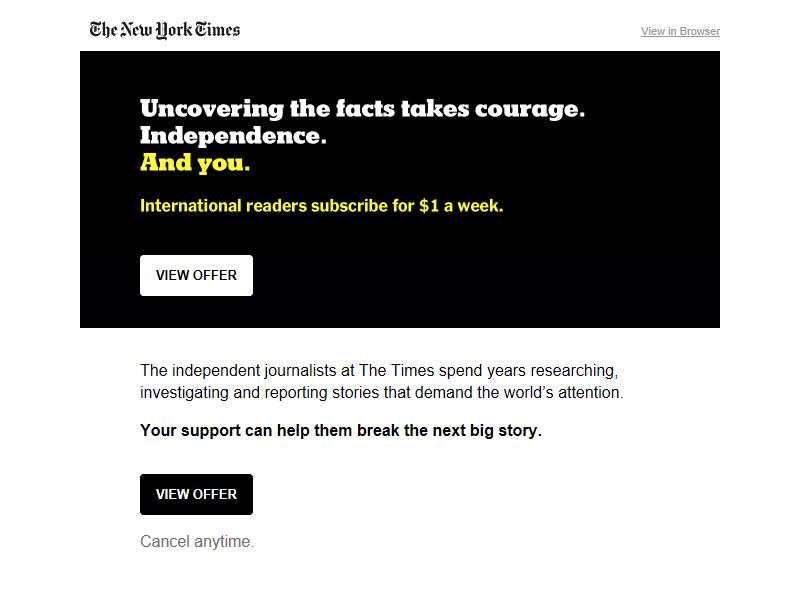 The New York Times
View in Browser
Uncovering the facts takes courage.
Independence.
And you.
International readers subscribe for $1 a week.
VIEW OFFER
The independent journalists at The Times spend years researching,
investigating and reporting stories that demand the world’s attention.
Your support can help them break the next big story.
VIEW OFFER
Cancel anytime.